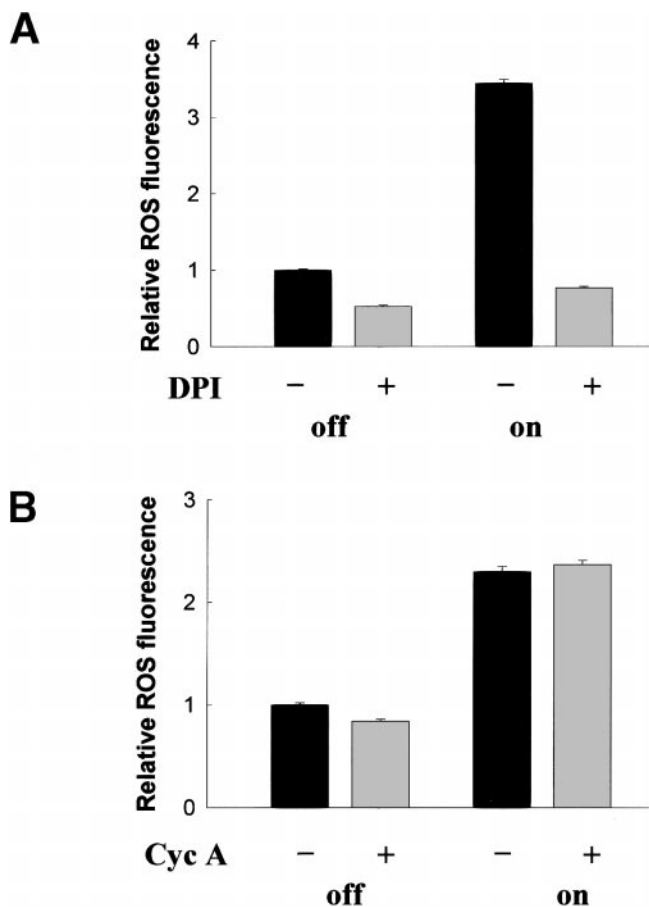 A
Relative ROS fluorescence
4
3
2
1
0
DPI − + − +
off on
B
Relative ROS fluorescence
3
2
1
0
Cyc A − + − +
off on